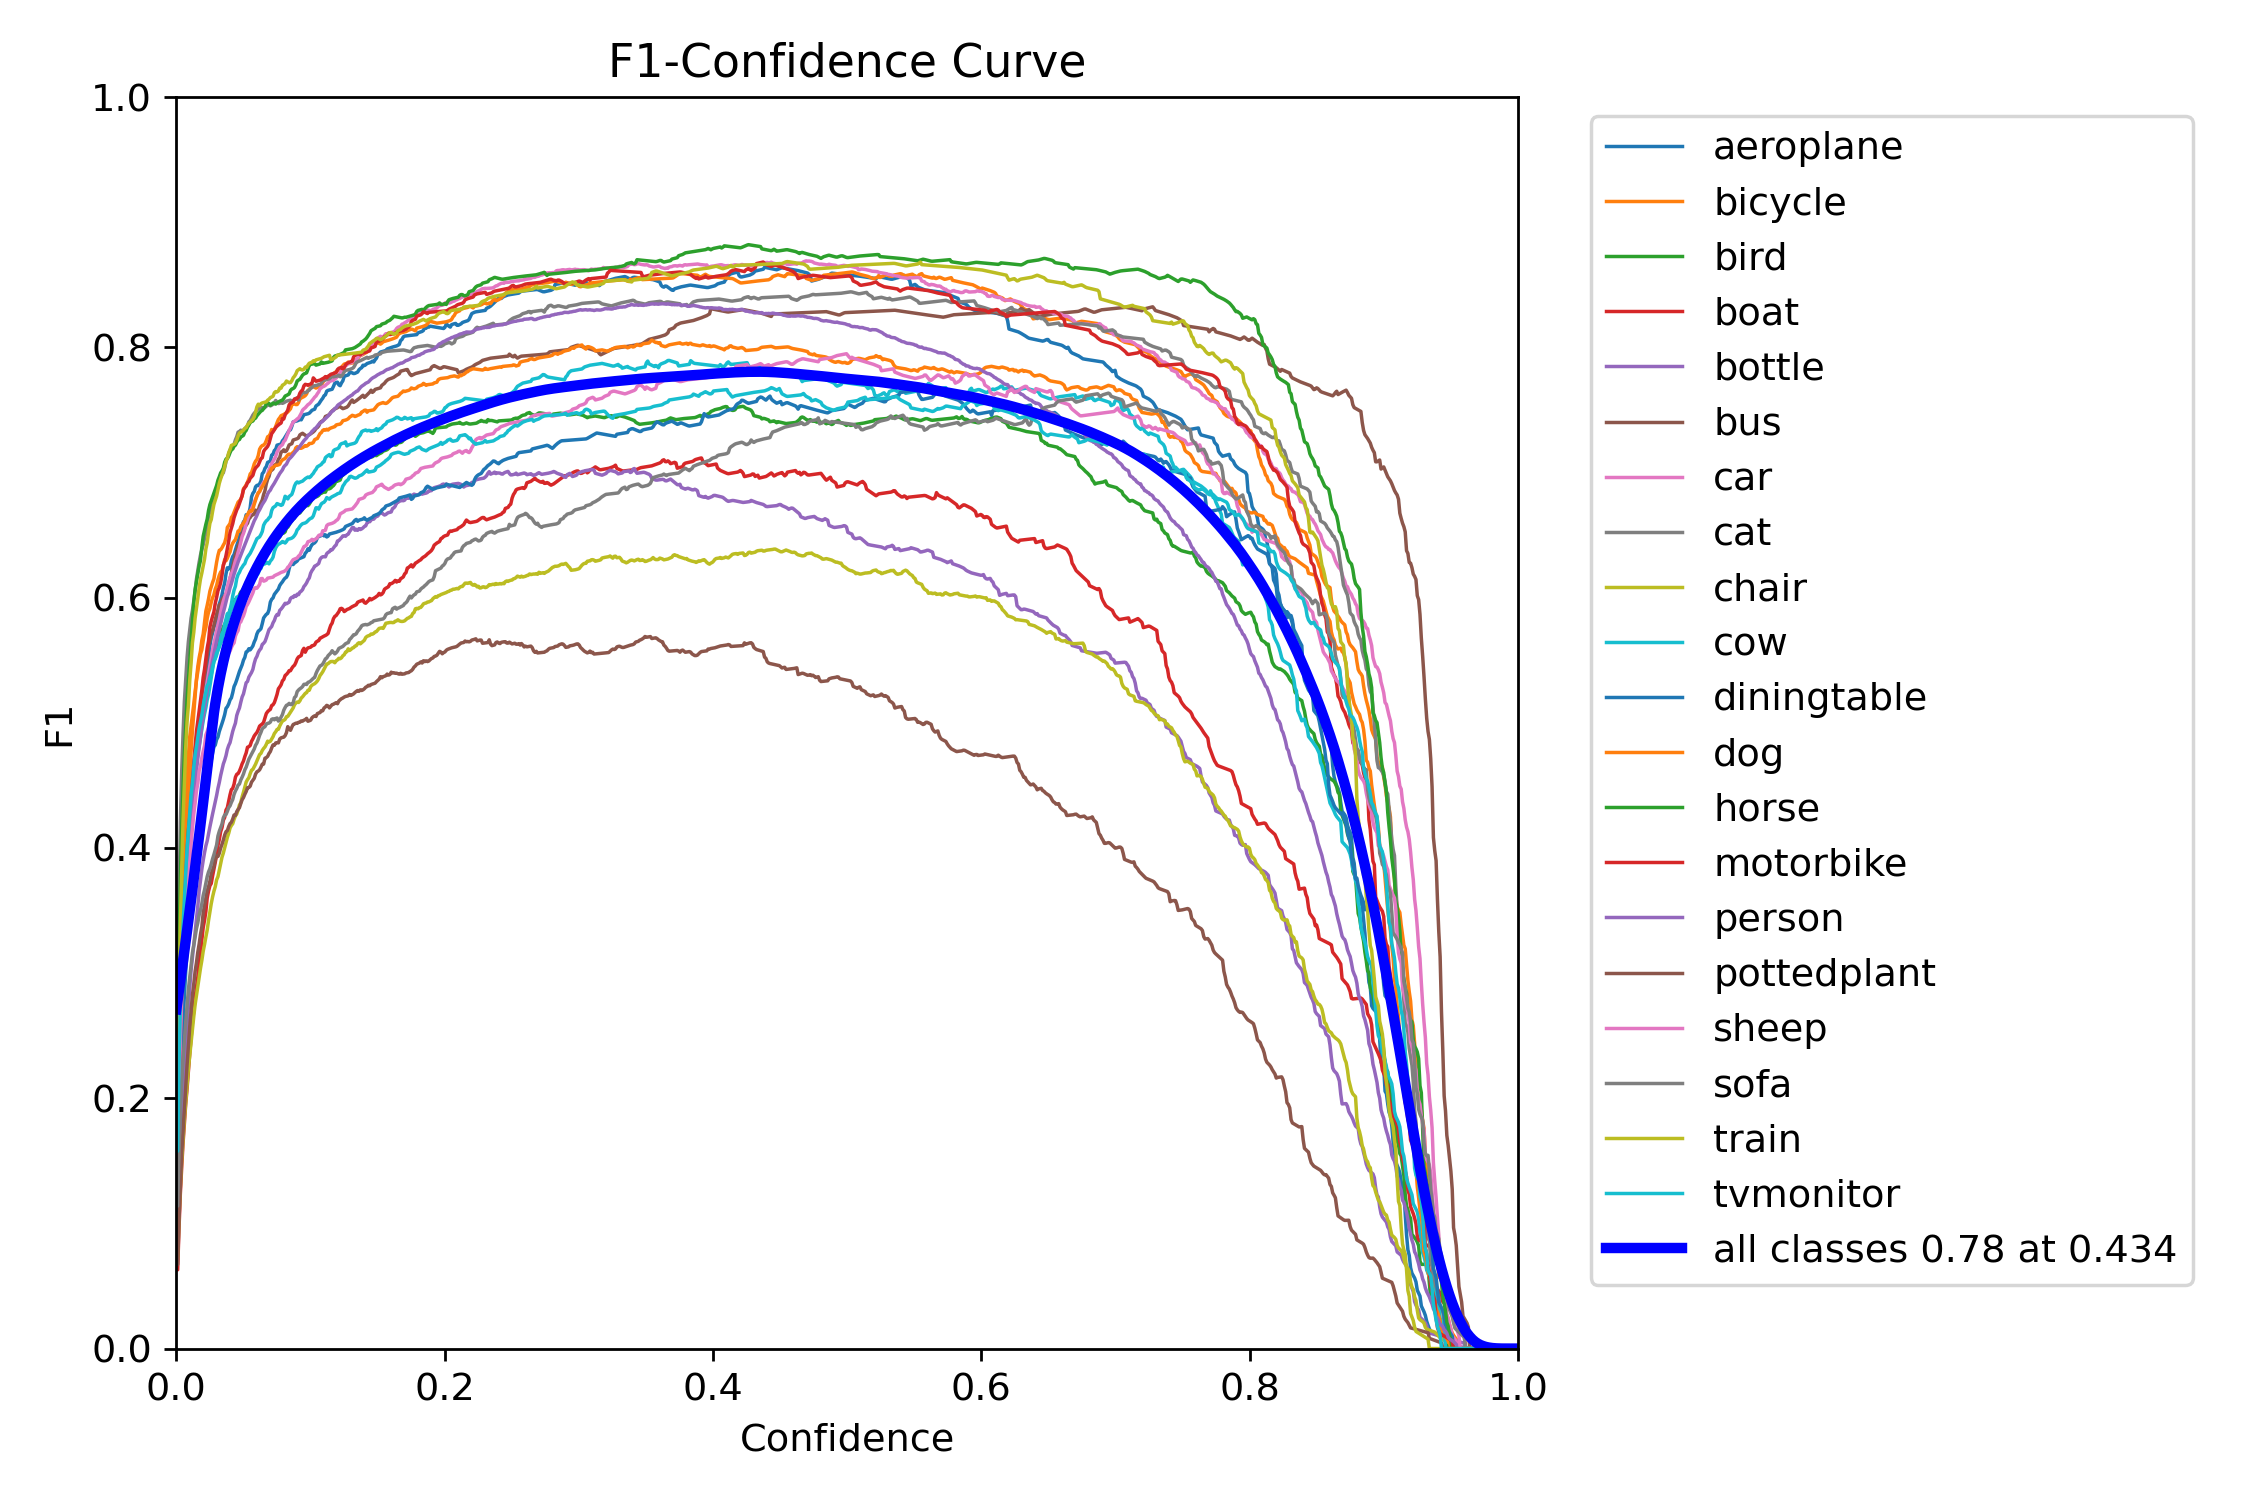 F1-Confidence Curve
1.0
0.8
0.6
0.4
0.2
0.0
F1
0.0 0.2 0.4 0.6 0.8 1.0
Confidence
aeroplane
bicycle
bird
boat
bottle
bus
car
cat
chair
cow
diningtable
dog
horse
motorbike
person
pottedplant
sheep
sofa
train
tvmonitor
all classes 0.78 at 0.434